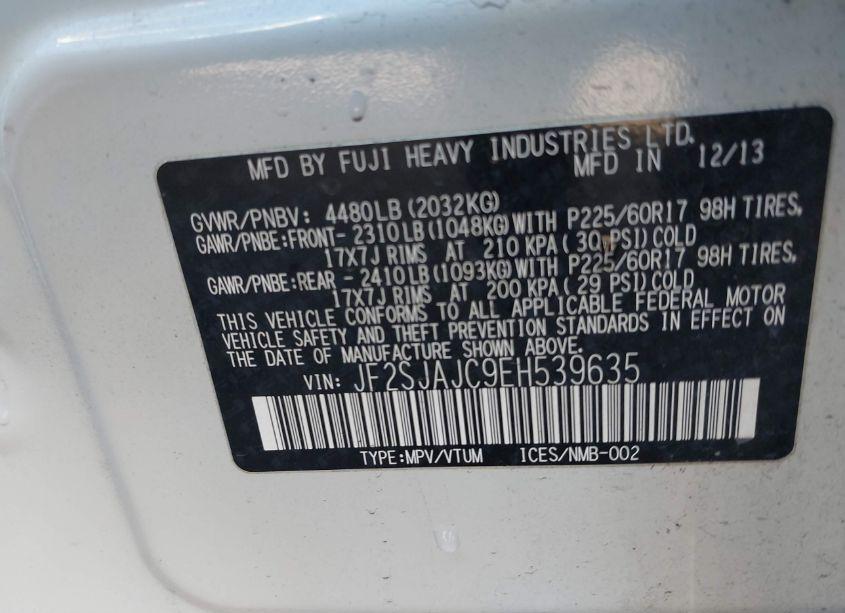 MFD BY FUJI HEAVY INDUSTRIES LTD.
MFD IN 12/13
GVWR/PNBV: 4480LB (2032KG)
GAWR/PNBE:FRONT- 2310LB (1048KG) WITH P225/60R17 98H TIRES,
17X7J RIMS AT 210 KPA ( 30 PSI) COLD
GAWR/PNBE:REAR - 2410LB (1093KG) WITH P225/60R17 98H TIRES,
17X7J RIMS AT 200 KPA ( 29 PSI) COLD
THIS VEHICLE CONFORMS TO ALL APPLICABLE FEDERAL MOTOR
VEHICLE SAFETY AND THEFT PREVENTION STANDARDS IN EFFECT ON
THE DATE OF MANUFACTURE SHOWN ABOVE.
VIN: JF2SJAJC9EH539635
TYPE:MPV/VTUM ICES/NMB-002